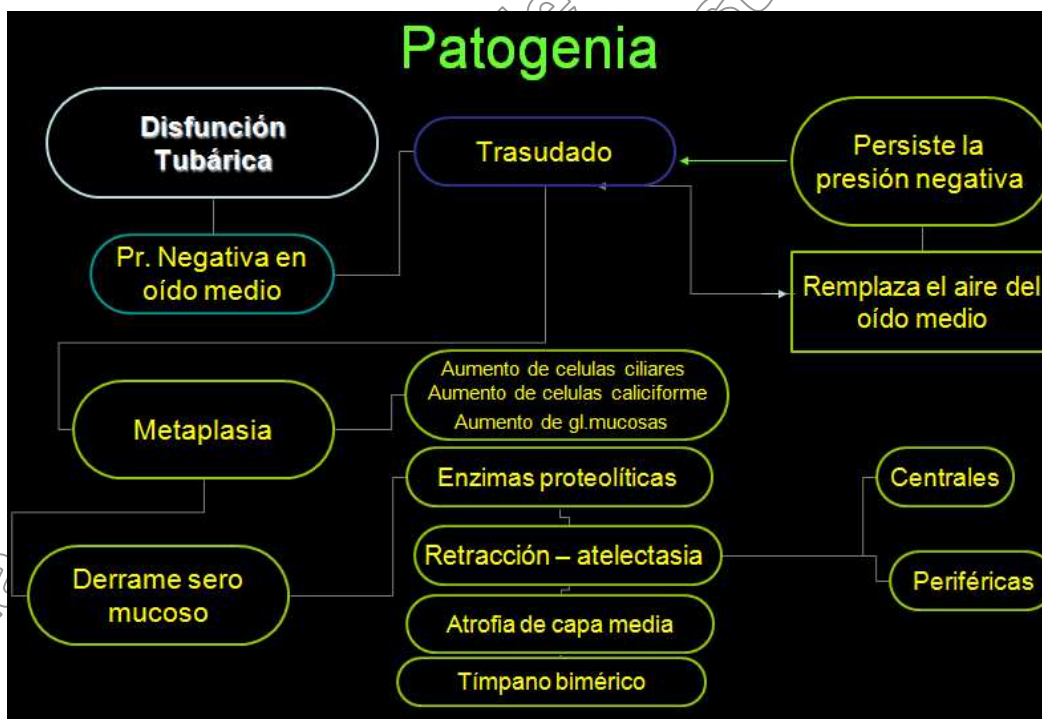 Patogenia
Disfunción
Tubárica
Trasudado
Persiste la
presión negativa
Pr. Negativa en
oído medio
Remplaza el aire del
oído medio
Aumento de celulas ciliares
Aumento de celulas caliciforme
Aumento de gl.mucosas
Metaplasia
Enzimas proteolíticas
Centrales
Retracción – atelectasia
Derrame sero
mucoso
Periféricas
Atrofia de capa media
Tímpano bimérico